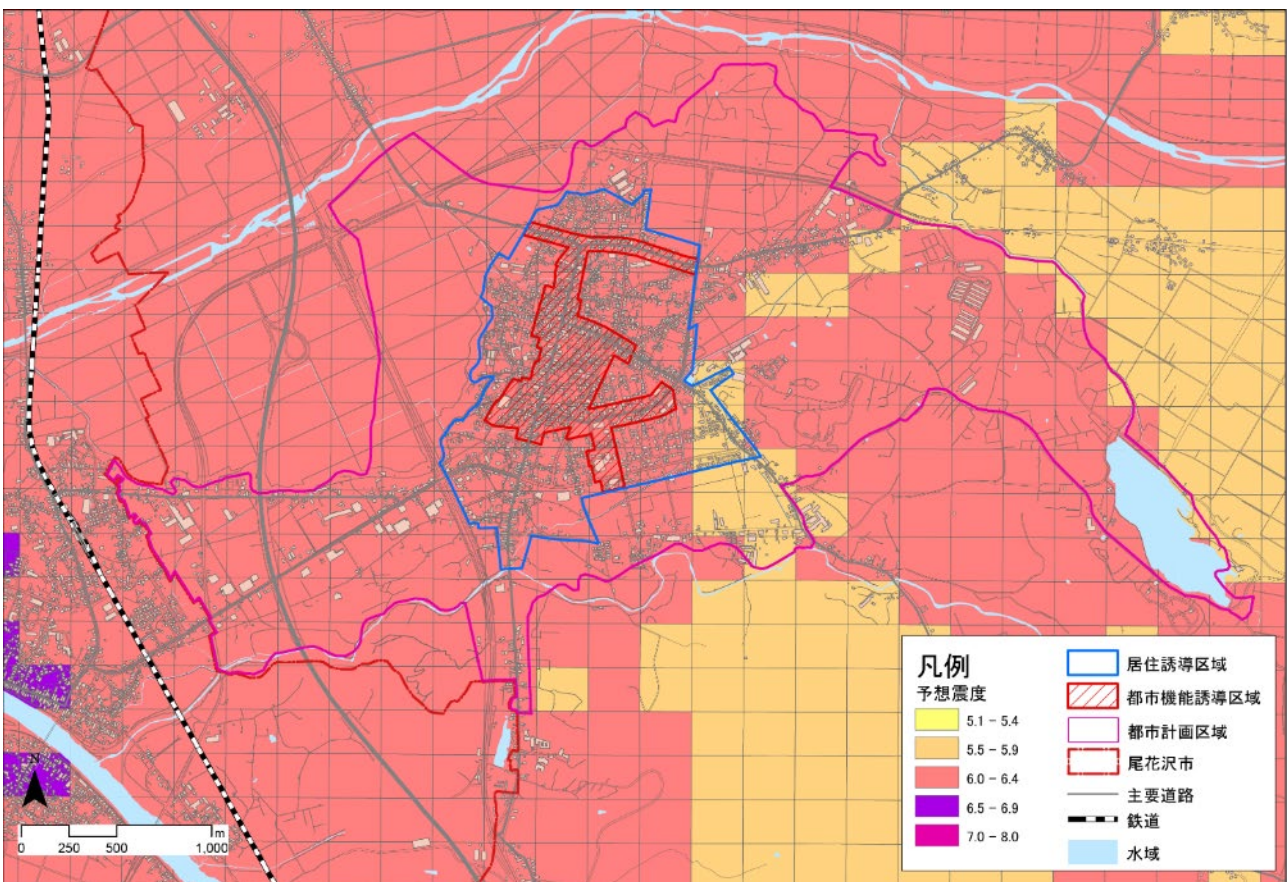 凡例
予想震度
5.1 – 5.4
5.5 – 5.9
6.0 – 6.4
6.5 – 6.9
7.0 – 8.0
居住誘導区域
都市機能誘導区域
都市計画区域
尾花沢市
主要道路
鉄道
水域
N
m
0 250 500 1,000